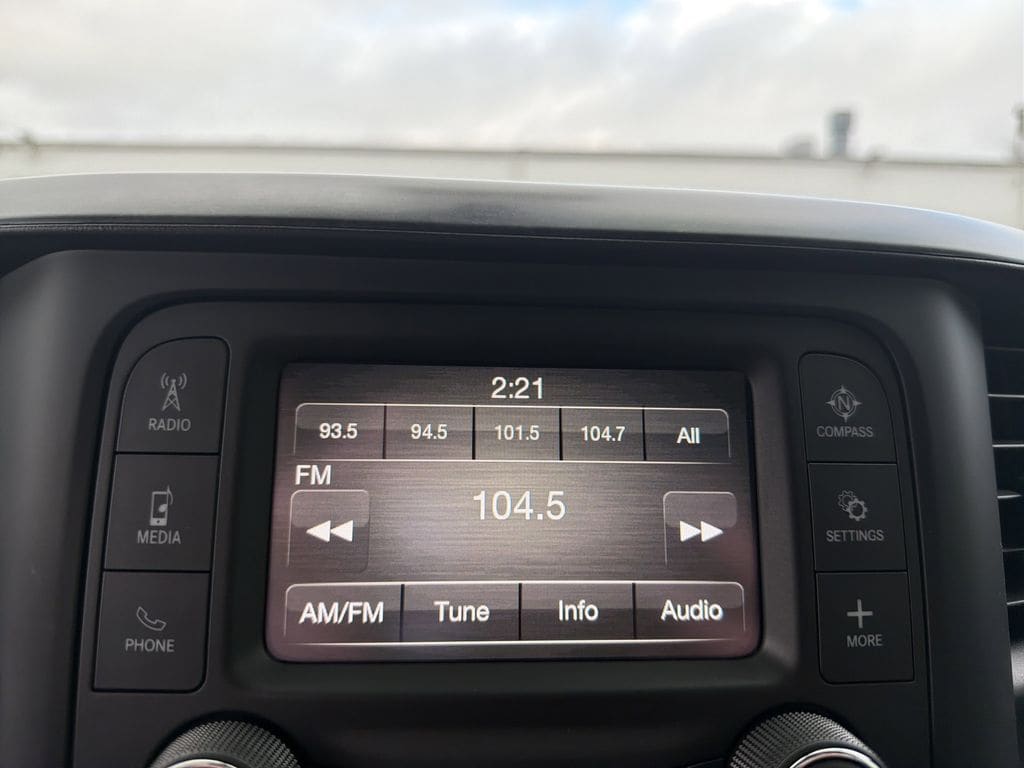 2:21
93.5 94.5 101.5 104.7 All
FM
104.5
AM/FM Tune Info Audio
RADIO
MEDIA
PHONE
N
COMPASS
SETTINGS
MORE